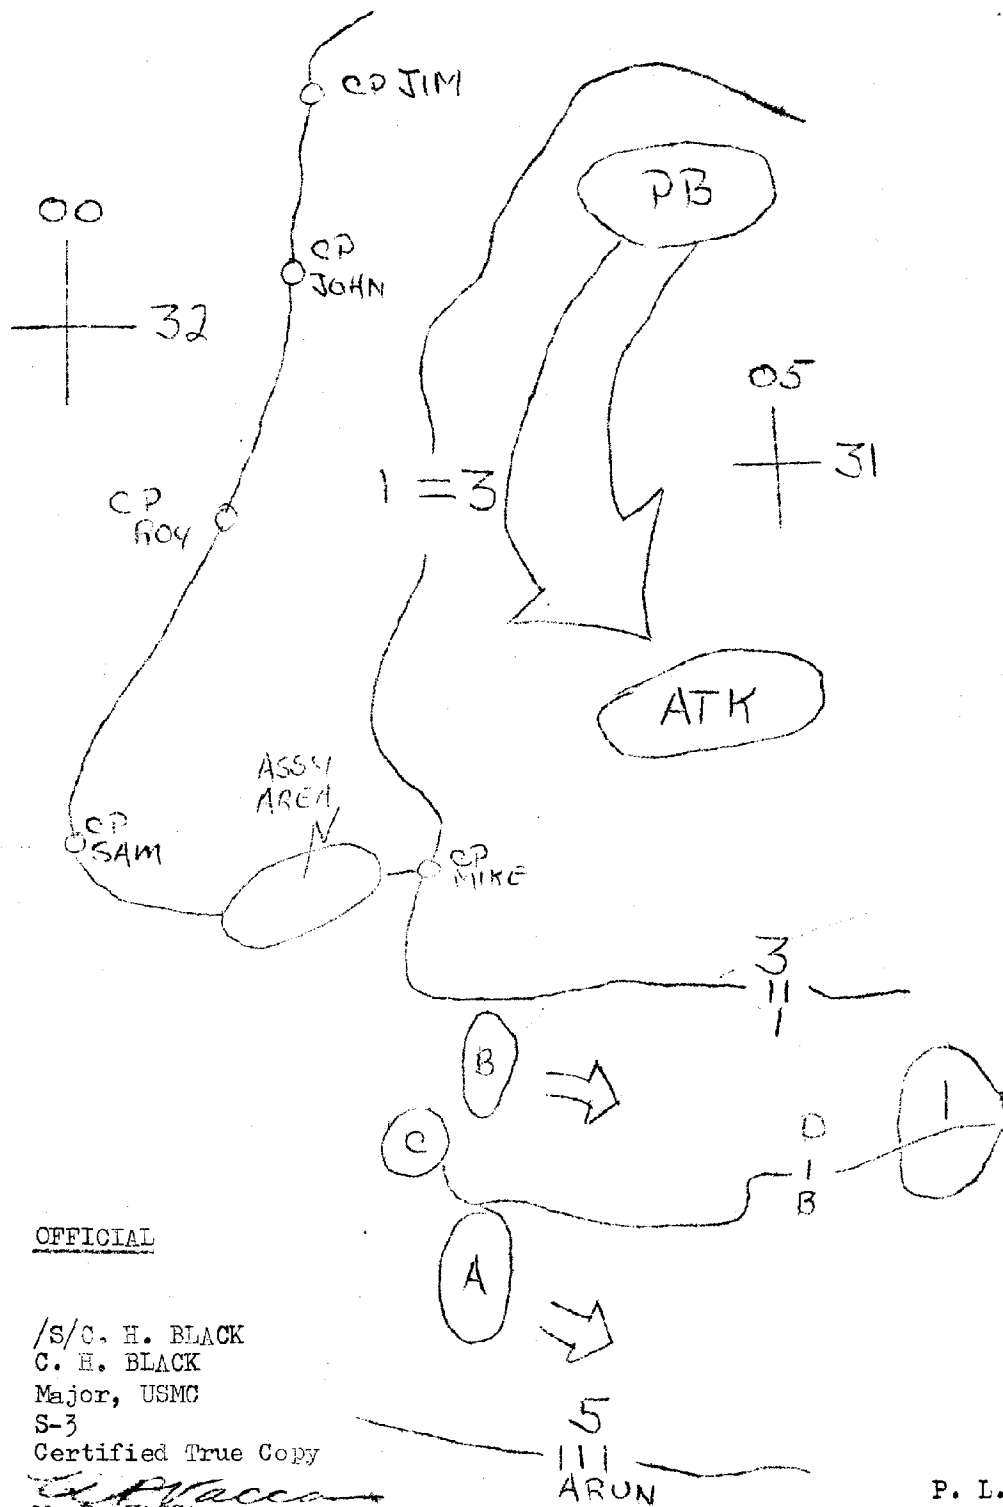 CP JIM
PB
00
32
CP
JOHN
05
31
1 = 3
CP
ROY
ATK
ASSY
AREA
CP
SAM
CP
MIKE
3
II
1
B
C
D
I
B
1
OFFICIAL
A
/S/C. H. BLACK
C. H. BLACK
Major, USMC
S-3
Certified True Copy
5
III
ARUN
P. L.